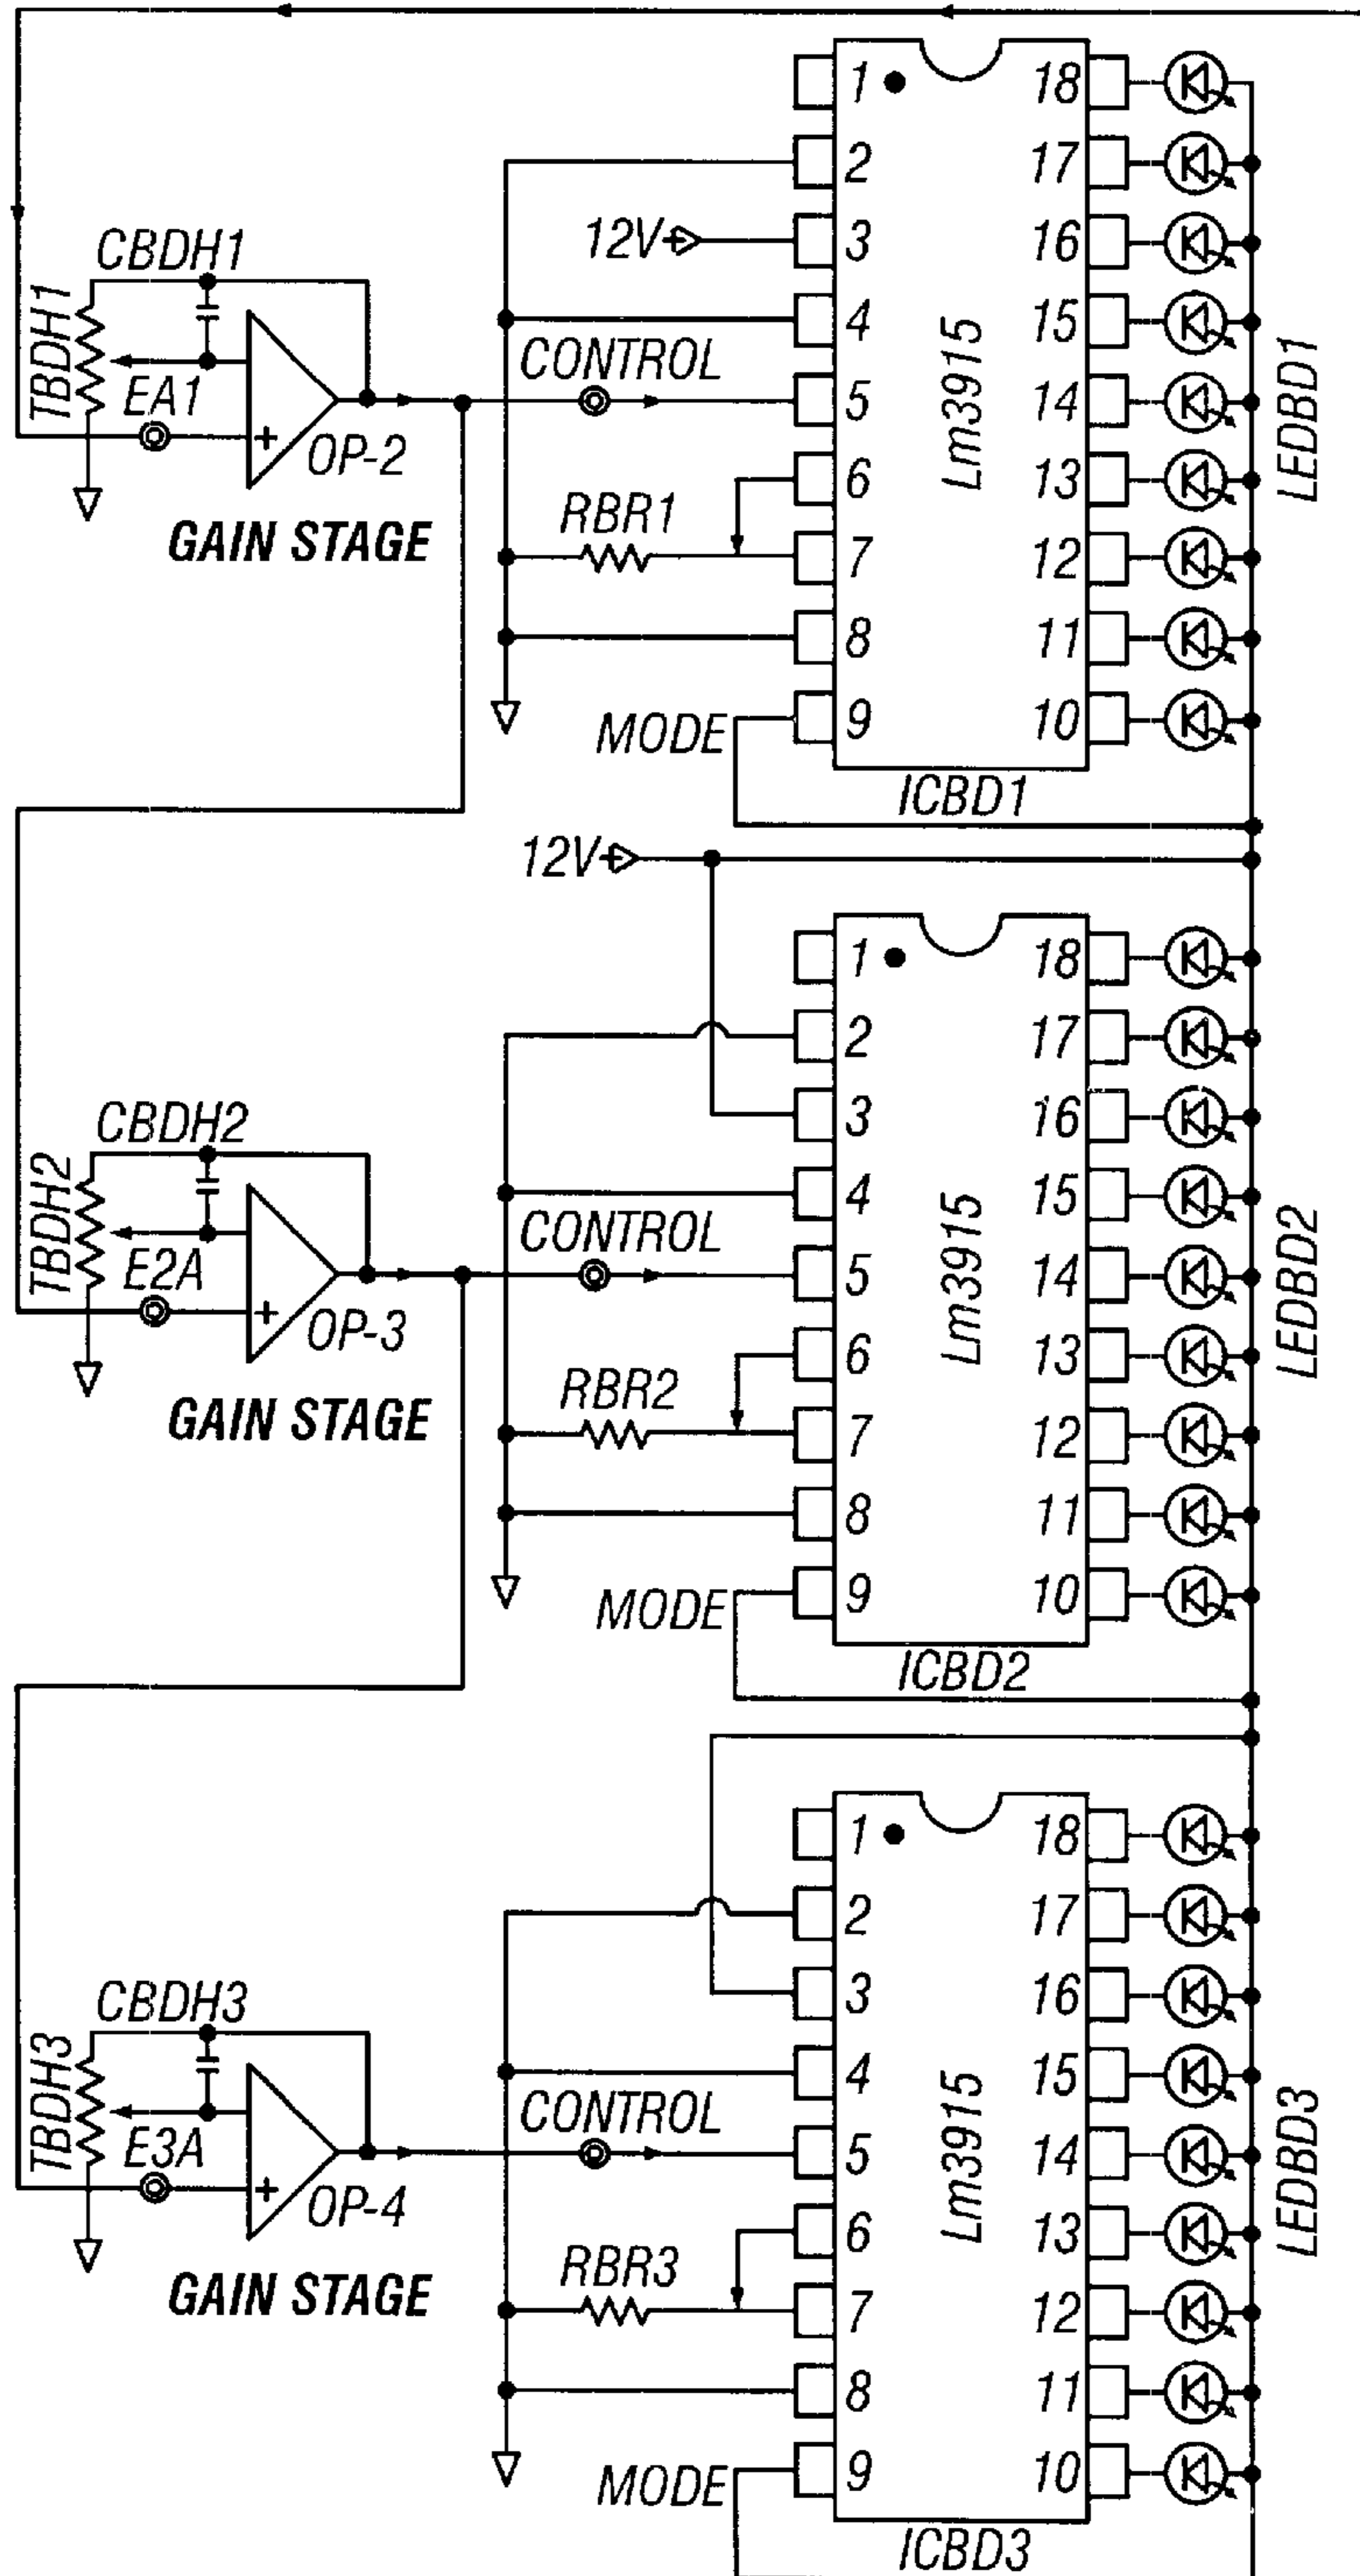 1 18
2 17
12V 3 16
CBDH1
TBDH1
4 15
CONTROL
EA1
5 14
Lm3915
LEDBD1
+
OP-2
6 13
RBR1
GAIN STAGE
7 12
8 11
MODE 9 10
ICBD1
12V
1 18
2 17
3 16
CBDH2
TBDH2
4 15
CONTROL
E2A
5 14
Lm3915
LEDBD2
+
OP-3
6 13
RBR2
GAIN STAGE
7 12
8 11
MODE 9 10
ICBD2
1 18
2 17
3 16
CBDH3
TBDH3
4 15
CONTROL
E3A
5 14
Lm3915
LEDBD3
+
OP-4
6 13
RBR3
GAIN STAGE
7 12
8 11
MODE 9 10
ICBD3